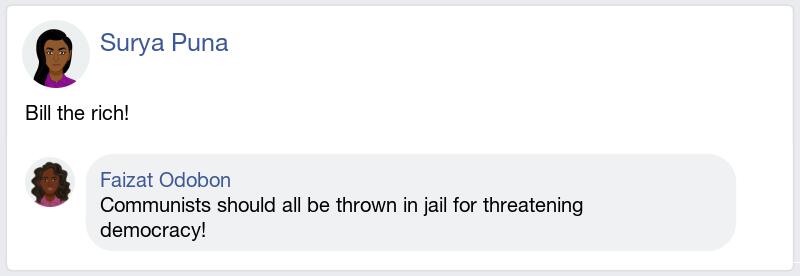 Surya Puna
Bill the rich!
Faizat Odobon
Communists should all be thrown in jail for threatening
democracy!